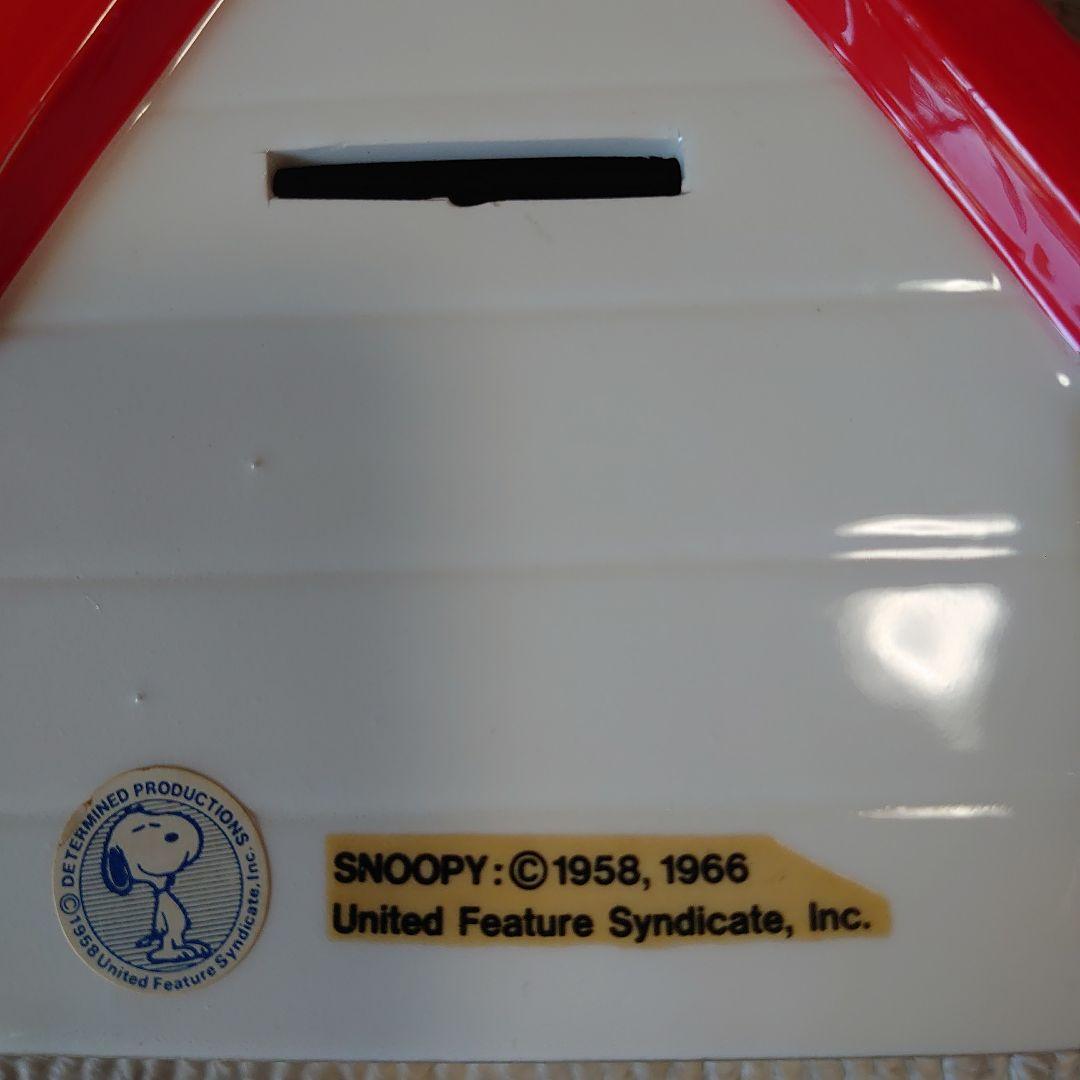 DETERMINED PRODUCTIONS
© 1958 United Feature Syndicate, Inc.
SNOOPY: © 1958, 1966
United Feature Syndicate, Inc.